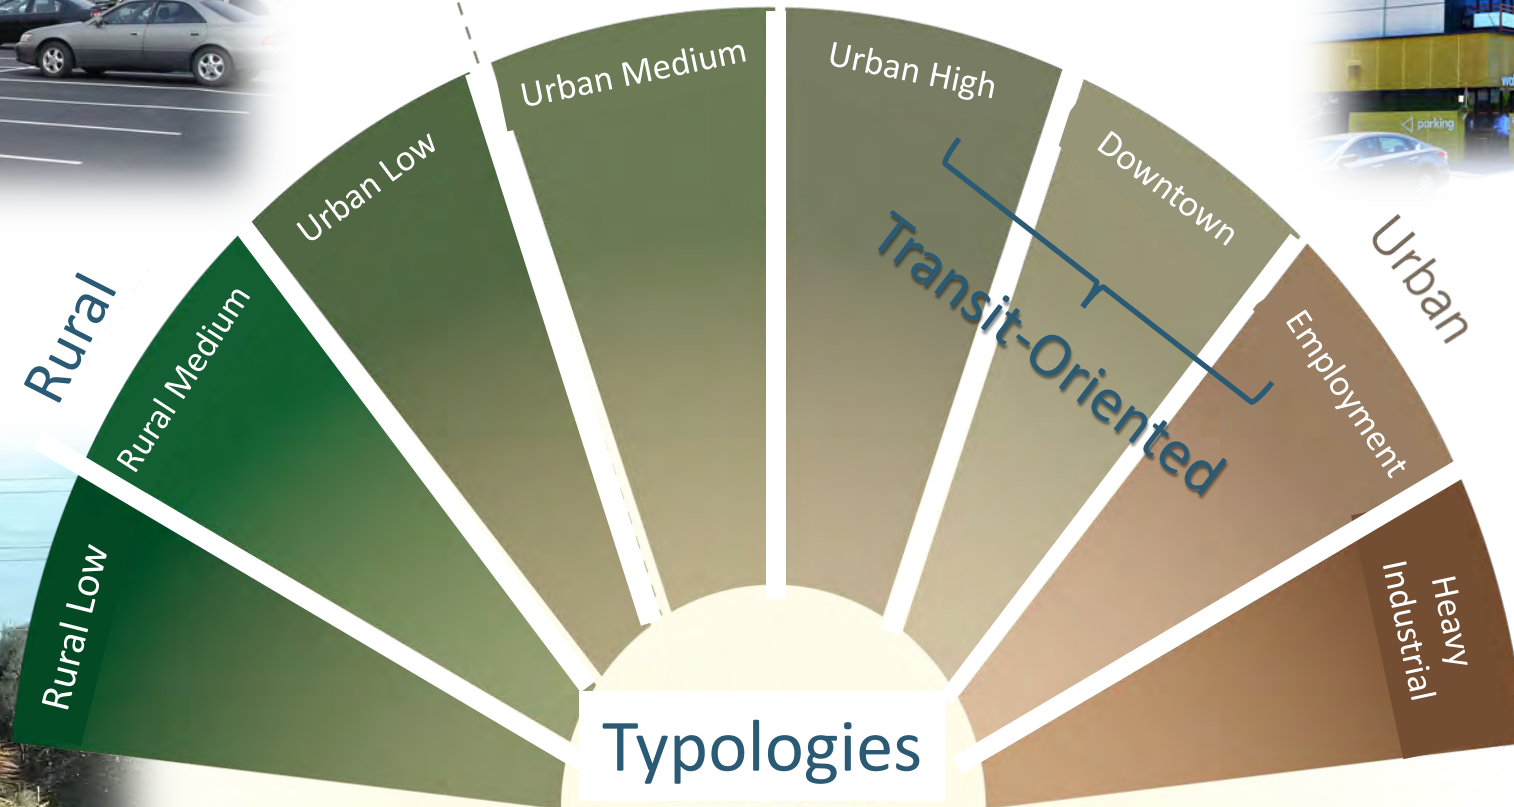 Rural
Urban
Rural Low
Rural Medium
Urban Low
Urban Medium
Urban High
Downtown
Employment
Heavy
Industrial
Transit-Oriented
Typologies
parking